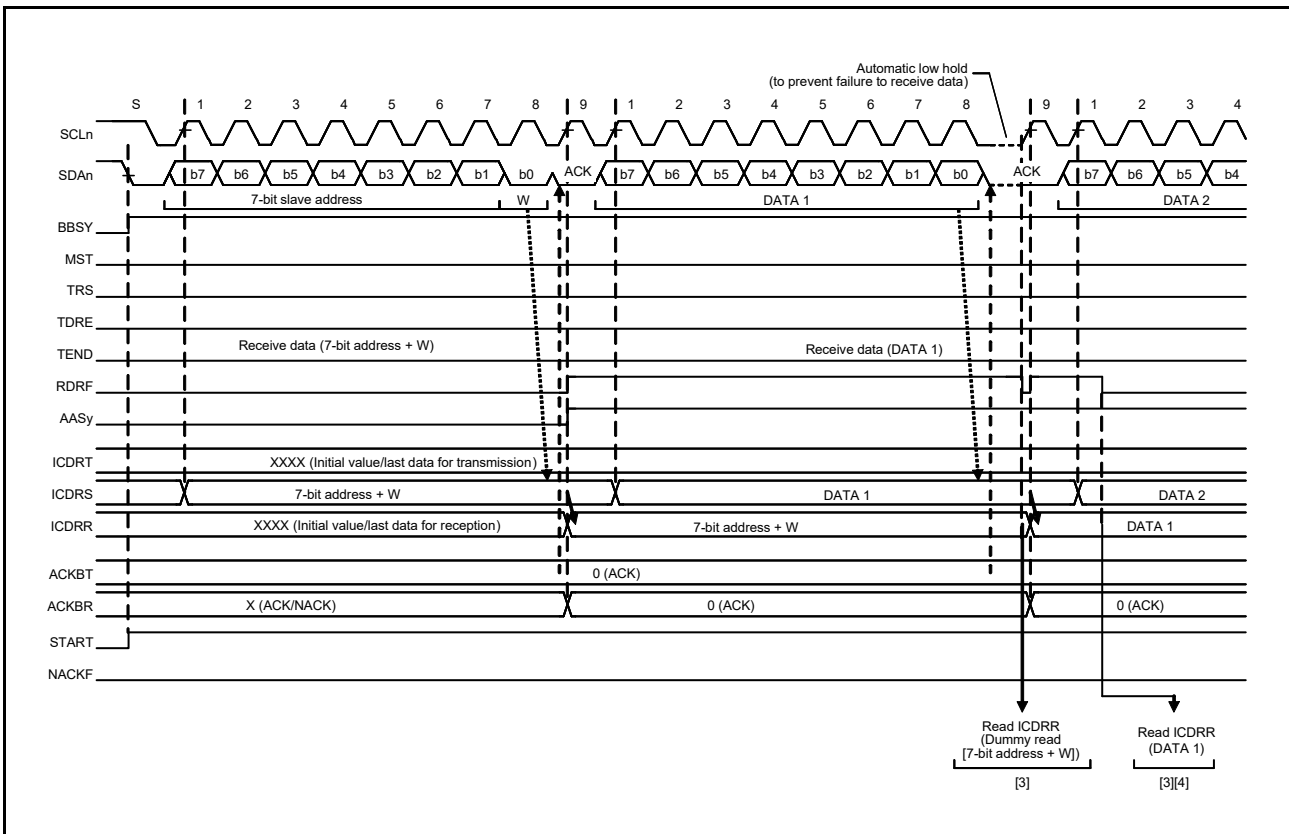 Automatic low hold
(to prevent failure to receive data)
S 1 2 3 4 5 6 7 8 9 1 2 3 4 5 6 7 8 9 1 2 3 4
SCLn
SDAn b7 b6 b5 b4 b3 b2 b1 b0 ACK b7 b6 b5 b4 b3 b2 b1 b0 ACK b7 b6 b5 b4
7-bit slave address W DATA 1 DATA 2
BBSY
MST
TRS
TDRE
Receive data (7-bit address + W) Receive data (DATA 1)
TEND
RDRF
AASy
ICDRT XXXX (Initial value/last data for transmission)
ICDRS 7-bit address + W DATA 1 DATA 2
ICDRR XXXX (Initial value/last data for reception) 7-bit address + W DATA 1
ACKBT 0 (ACK)
ACKBR X (ACK/NACK) 0 (ACK) 0 (ACK)
START
NACKF
Read ICDRR
(Dummy read
[7-bit address + W])
[3]
Read ICDRR
(DATA 1)
[3][4]